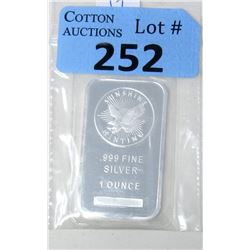 COTTON
AUCTIONS
Lot #
252
SUNSHINE
MINTING
.999 FINE
SILVER
1 OUNCE